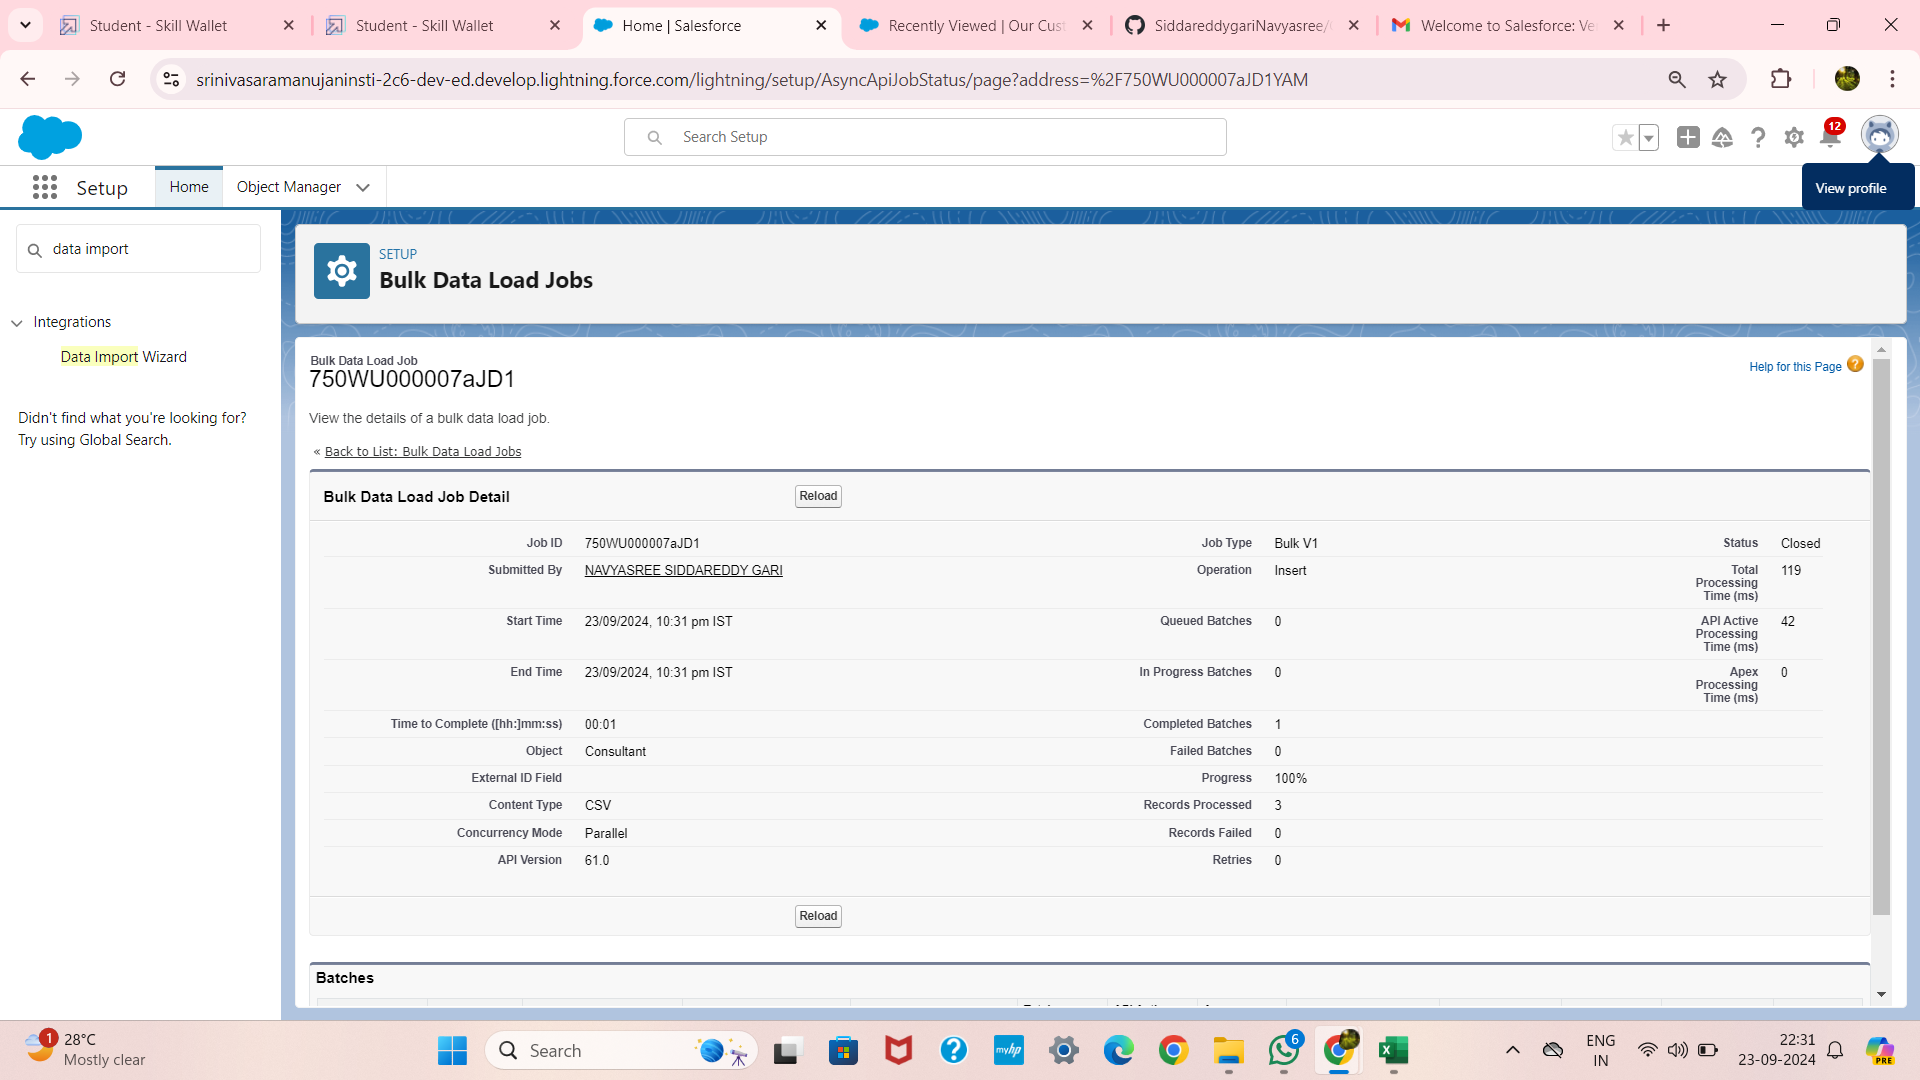 Student - Skill Wallet
Student - Skill Wallet
Home | Salesforce
Recently Viewed | Our Cust
SiddareddygariNavyasree/
Welcome to Salesforce: Ve
srinivasaramanujaninsti-2c6-dev-ed.develop.lightning.force.com/lightning/setup/AsyncApiJobStatus/page?address=%2F750WU000007aJD1YAM
Search Setup
12
Setup
Home
Object Manager
View profile
data import
SETUP
Bulk Data Load Jobs
Integrations
Data Import Wizard
Didn't find what you're looking for?
Try using Global Search.
Bulk Data Load Job
750WU000007aJD1
Help for this Page
View the details of a bulk data load job.
« Back to List: Bulk Data Load Jobs
Bulk Data Load Job Detail
Reload
Job ID 750WU000007aJD1 Job Type Bulk V1 Status Closed
Submitted By NAVYASREE SIDDAREDDY GARI Operation Insert Total Processing Time (ms) 119
Start Time 23/09/2024, 10:31 pm IST Queued Batches 0 API Active Processing Time (ms) 42
End Time 23/09/2024, 10:31 pm IST In Progress Batches 0 Apex Processing Time (ms) 0
Time to Complete ([hh:]mm:ss) 00:01 Completed Batches 1
Object Consultant Failed Batches 0
External ID Field Progress 100%
Content Type CSV Records Processed 3
Concurrency Mode Parallel Records Failed 0
API Version 61.0 Retries 0
Reload
Batches
1
28°C
Mostly clear
Search
myhp
6
ENG
IN
22:31
23-09-2024
PRE